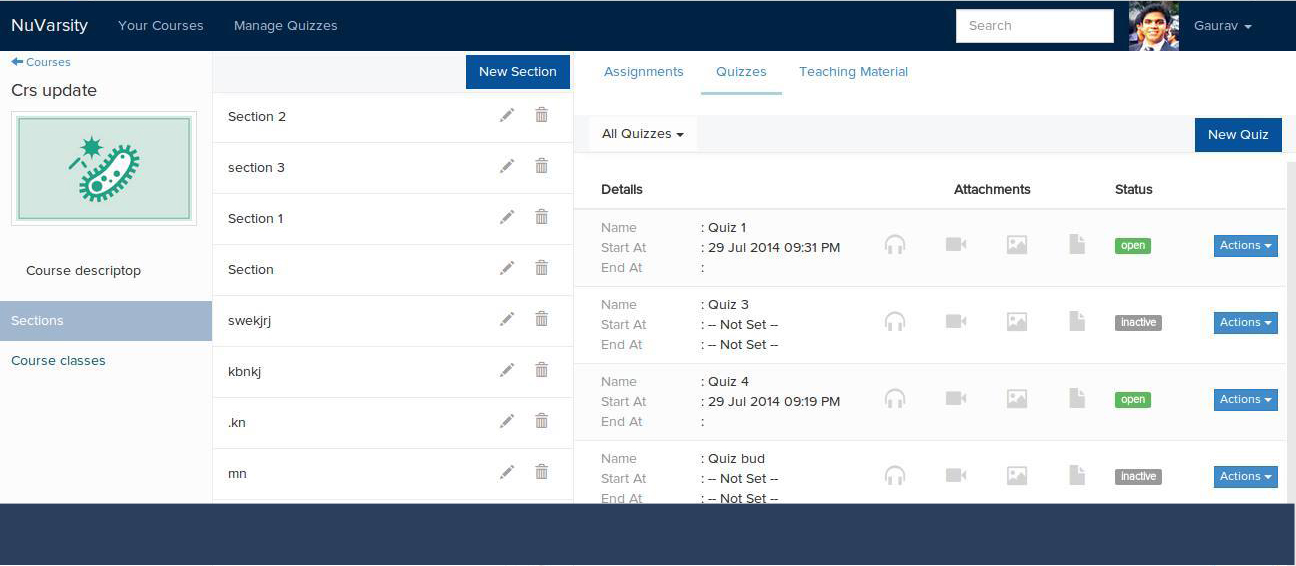 NuVarsity Your Courses Manage Quizzes Search Gaurav
Courses
Crs update
Course descriptop
Sections
Course classes
New Section
Section 2
section 3
Section 1
Section
swekjrj
kbnkj
.kn
mn
Assignments Quizzes Teaching Material
All Quizzes New Quiz
Details Attachments Status
Name : Quiz 1
Start At : 29 Jul 2014 09:31 PM open Actions
End At :
Name : Quiz 3
Start At : -- Not Set -- inactive Actions
End At : -- Not Set --
Name : Quiz 4
Start At : 29 Jul 2014 09:19 PM open Actions
End At :
Name : Quiz bud
Start At : -- Not Set -- inactive Actions
End At : -- Not Set --